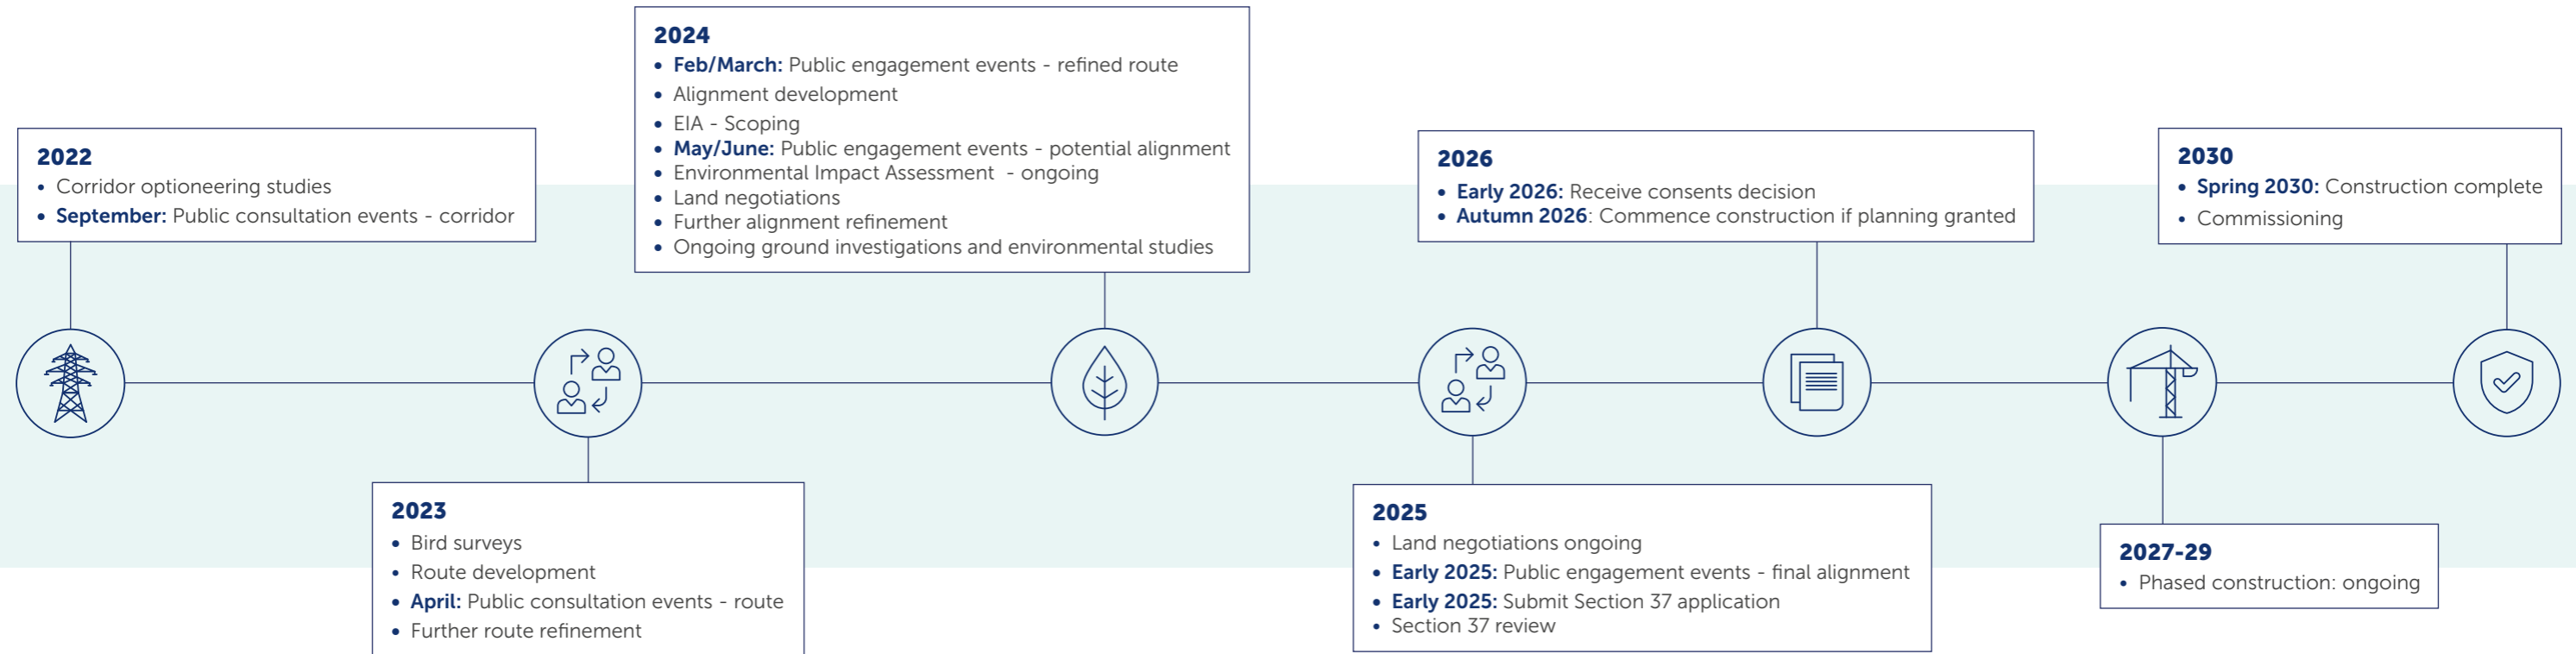 2022
• Corridor optioneering studies
• September: Public consultation events - corridor
2023
• Bird surveys
• Route development
• April: Public consultation events - route
• Further route refinement
2024
• Feb/March: Public engagement events - refined route
• Alignment development
• EIA - Scoping
• May/June: Public engagement events - potential alignment
• Environmental Impact Assessment - ongoing
• Land negotiations
• Further alignment refinement
• Ongoing ground investigations and environmental studies
2025
• Land negotiations ongoing
• Early 2025: Public engagement events - final alignment
• Early 2025: Submit Section 37 application
• Section 37 review
2026
• Early 2026: Receive consents decision
• Autumn 2026: Commence construction if planning granted
2027-29
• Phased construction: ongoing
2030
• Spring 2030: Construction complete
• Commissioning